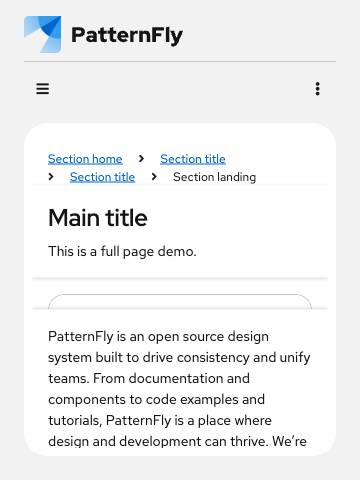 PatternFly
Section home > Section title
> Section title > Section landing
Main title
This is a full page demo.
PatternFly is an open source design
system built to drive consistency and unify
teams. From documentation and
components to code examples and
tutorials, PatternFly is a place where
design and development can thrive. We’re